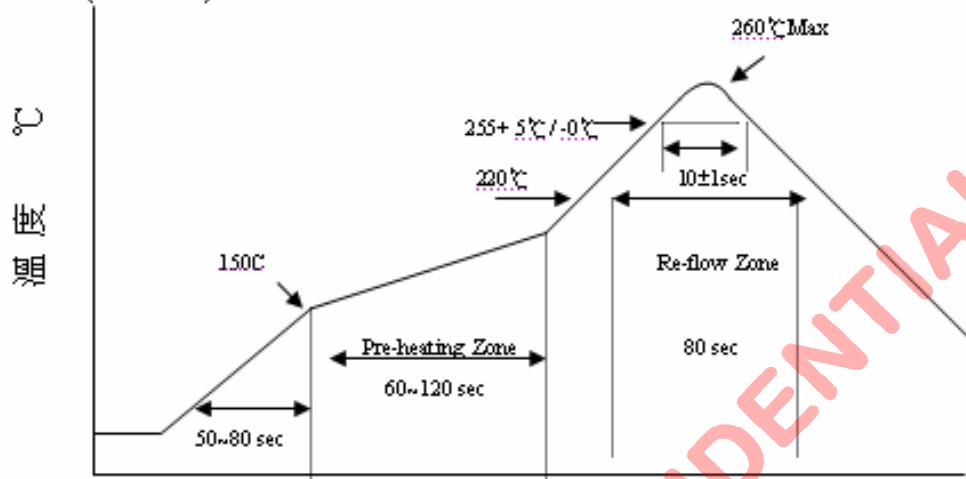 260℃Max
255+ 5℃ / -0℃
10±1sec
220℃
150C
Re-flow Zone
Pre-heating Zone
80 sec
60~120 sec
50~80 sec
温度 ℃